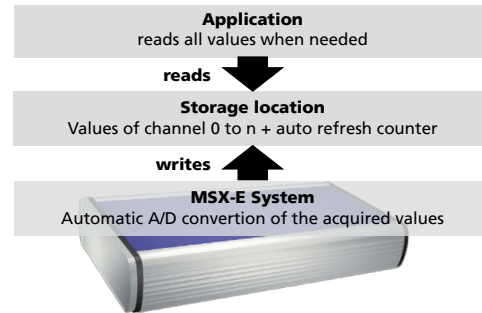 Application
reads all values when needed
reads
Storage location
Values of channel 0 to n + auto refresh counter
writes
MSX-E System
Automatic A/D convertion of the acquired values